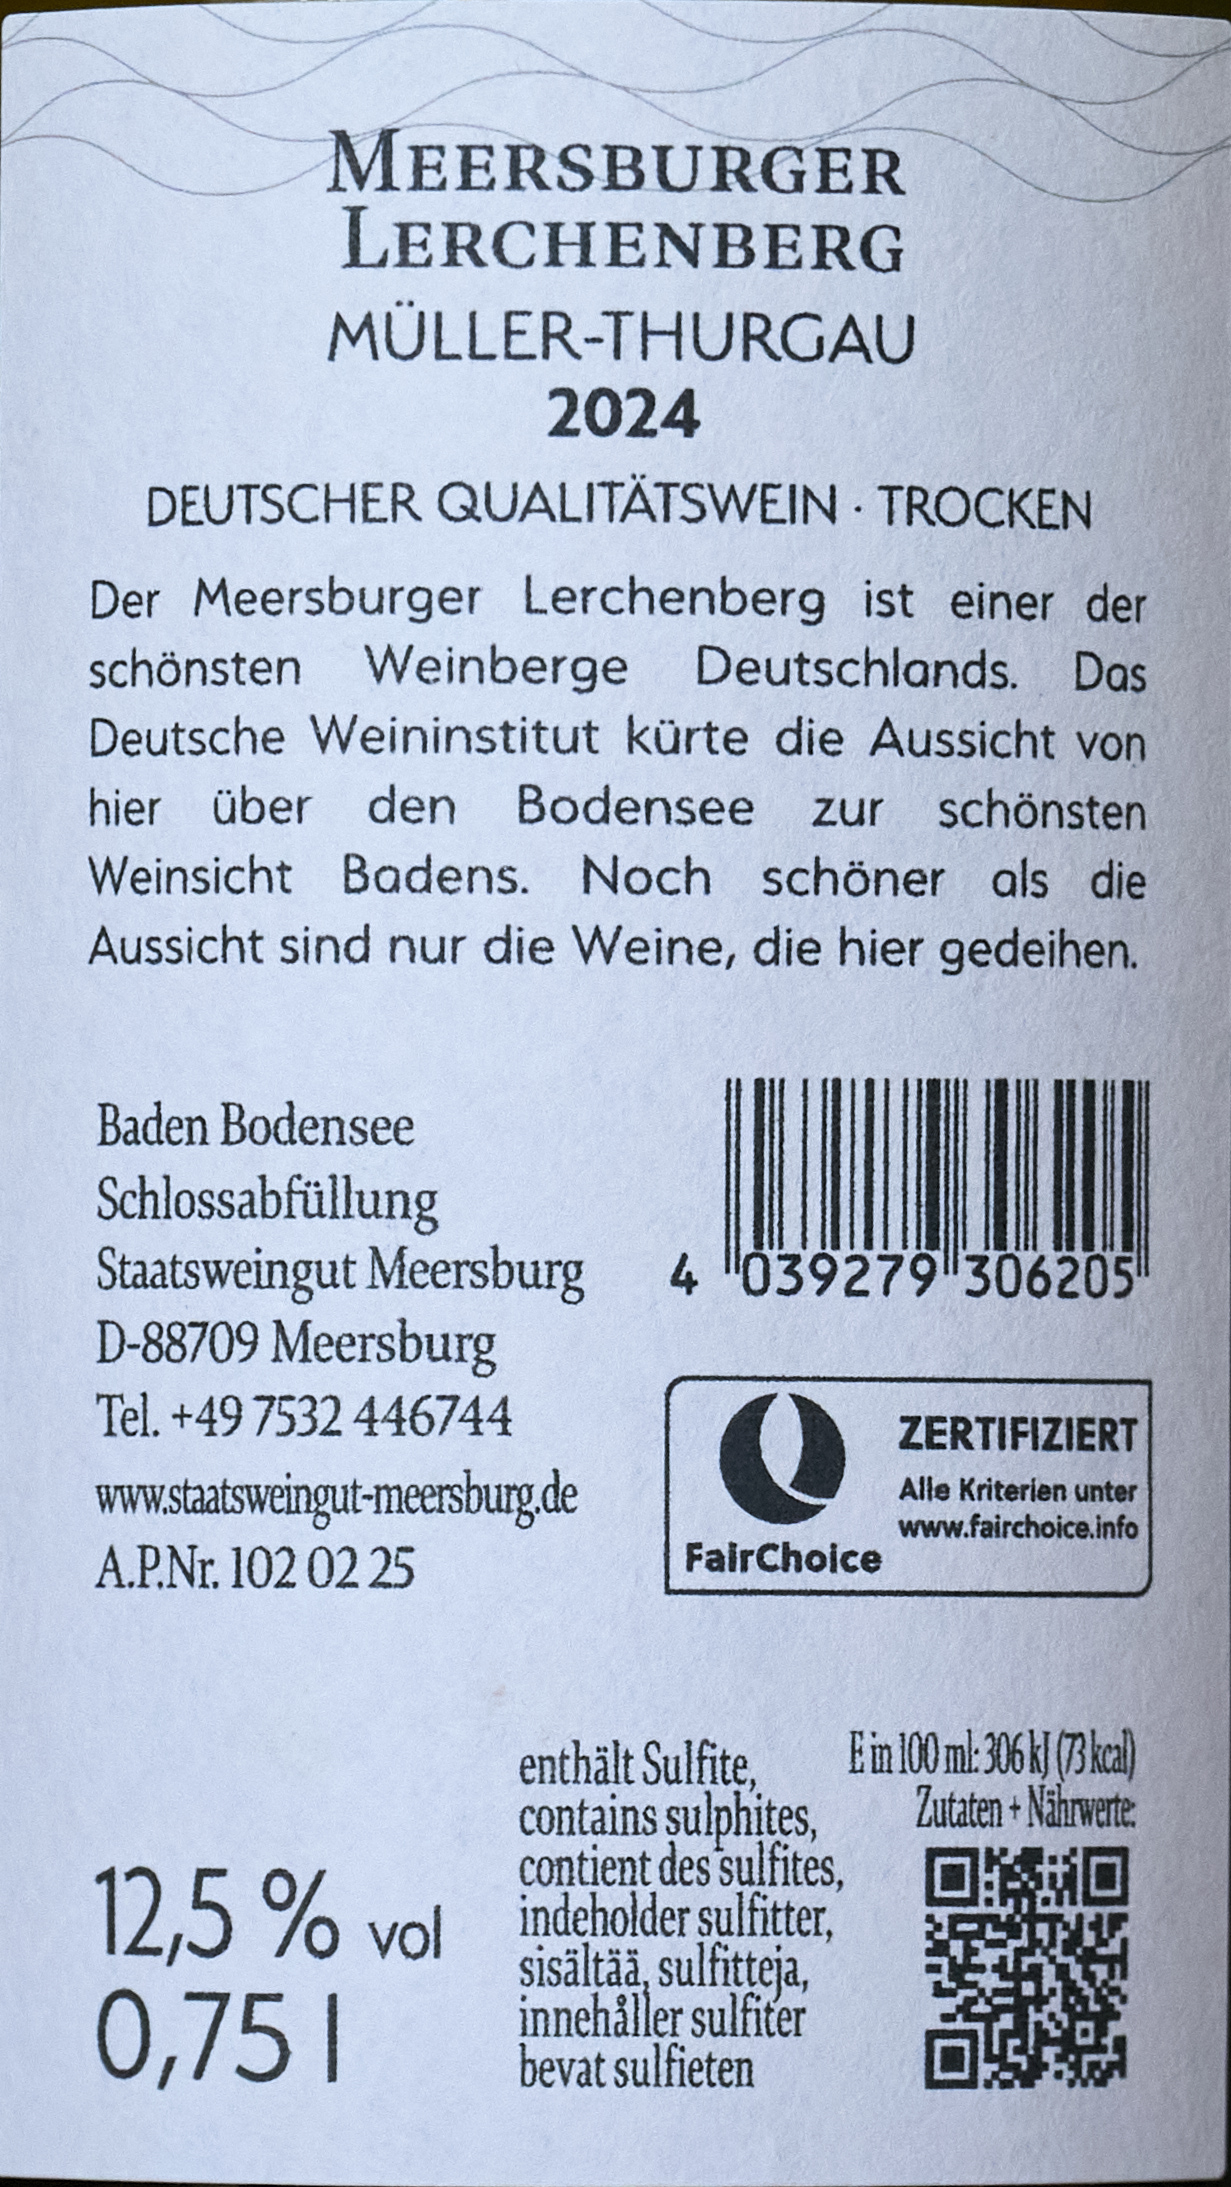 MEERSBURGER
LERCHENBERG
MÜLLER-THURGAU
2024
DEUTSCHER QUALITÄTSWEIN · TROCKEN
Der Meersburger Lerchenberg ist einer der
schönsten Weinberge Deutschlands. Das
Deutsche Weininstitut kürte die Aussicht von
hier über den Bodensee zur schönsten
Weinsicht Badens. Noch schöner als die
Aussicht sind nur die Weine, die hier gedeihen.
Baden Bodensee
Schlossabfüllung
Staatsweingut Meersburg
D-88709 Meersburg
Tel. +49 7532 446744
www.staatsweingut-meersburg.de
A.P.Nr. 102 02 25
4 039279 306205
FairChoice
ZERTIFIZIERT
Alle Kriterien unter
www.fairchoice.info
12,5 % vol
0,75 l
enthält Sulfite,
contains sulphites,
contient des sulfites,
indeholder sulfitter,
sisältää, sulfitteja,
innehåller sulfiter
bevat sulfieten
E in 100 ml: 306 kJ (73 kcal)
Zutaten + Nährwerte: